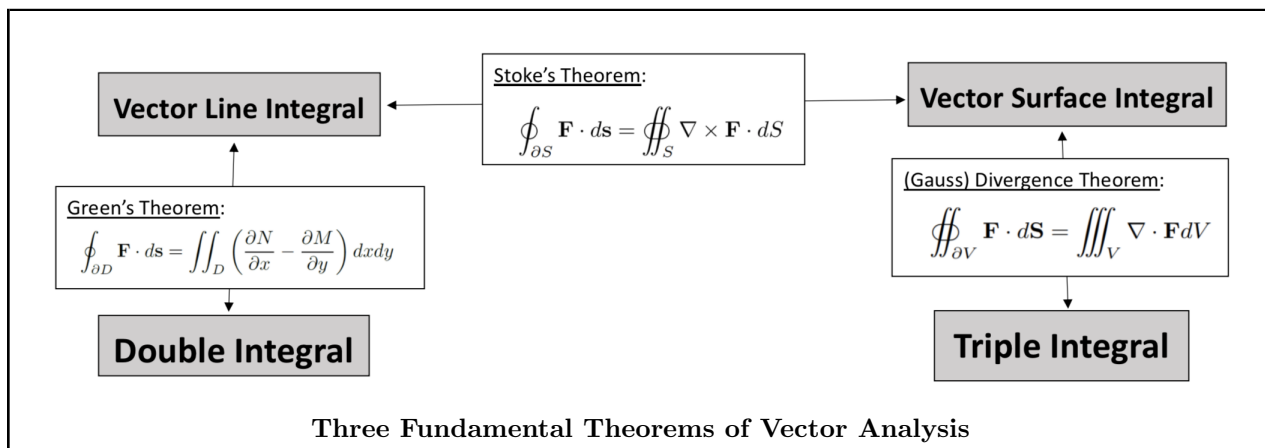 Stoke's Theorem:
∮_{∂S} F · ds = ∯_S ∇ × F · dS
Vector Line Integral
Vector Surface Integral
Green's Theorem:
∮_{∂D} F · ds = ∬_D (∂N/∂x − ∂M/∂y) dxdy
(Gauss) Divergence Theorem:
∯_{∂V} F · dS = ∭_V ∇ · FdV
Double Integral
Triple Integral
Three Fundamental Theorems of Vector Analysis